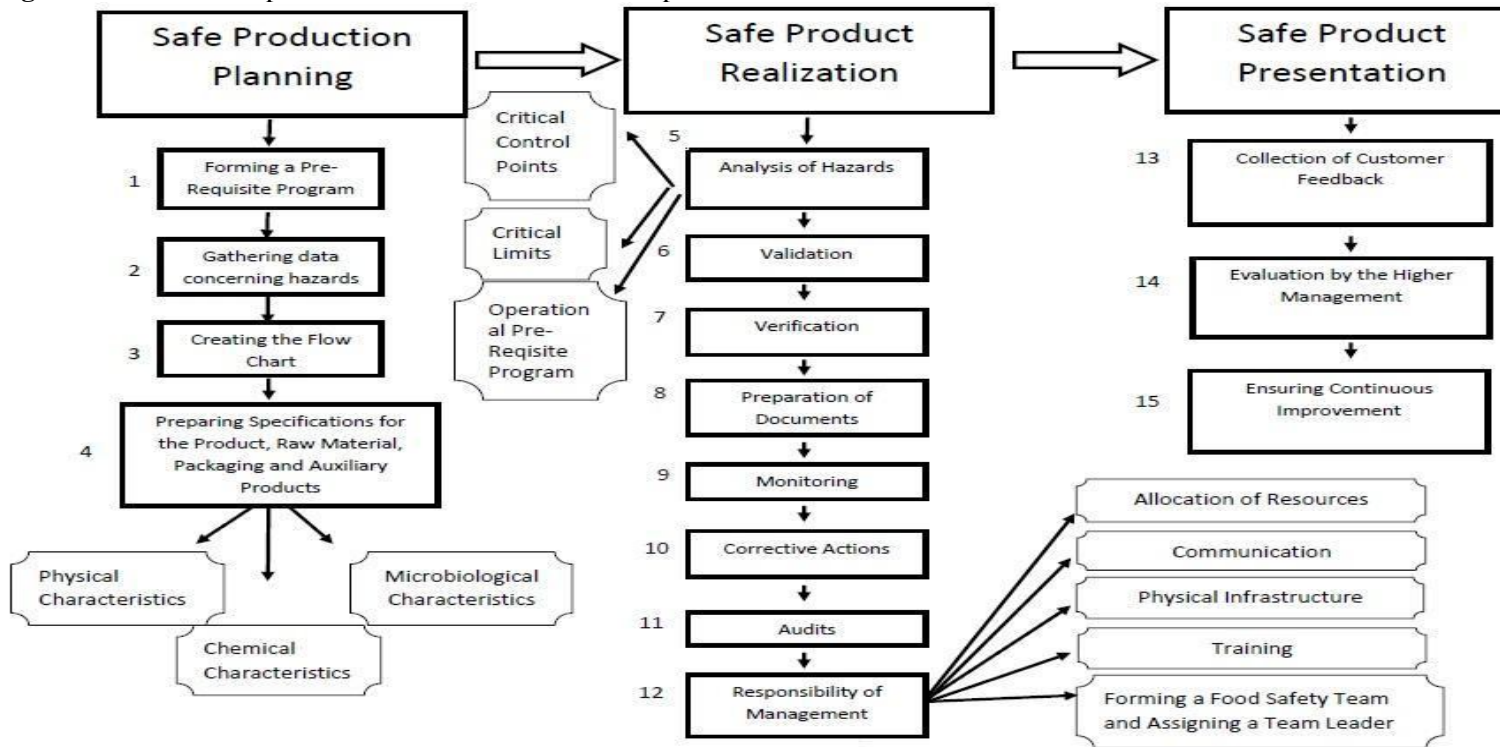 Safe Production
Planning
1
Forming a Pre-
Requisite Program
2
Gathering data
concerning hazards
3
Creating the Flow
Chart
4
Preparing Specifications for
the Product, Raw Material,
Packaging and Auxiliary
Products
Physical
Characteristics
Microbiological
Characteristics
Chemical
Characteristics
Safe Product
Realization
5
Analysis of Hazards
Critical
Control
Points
Critical
Limits
Operation
al Pre-
Reqisite
Program
6
Validation
7
Verification
8
Preparation of
Documents
9
Monitoring
10
Corrective Actions
11
Audits
12
Responsibility of
Management
Allocation of Resources
Communication
Physical Infrastructure
Training
Forming a Food Safety Team
and Assigning a Team Leader
Safe Product
Presentation
13
Collection of Customer
Feedback
14
Evaluation by the Higher
Management
15
Ensuring Continuous
Improvement